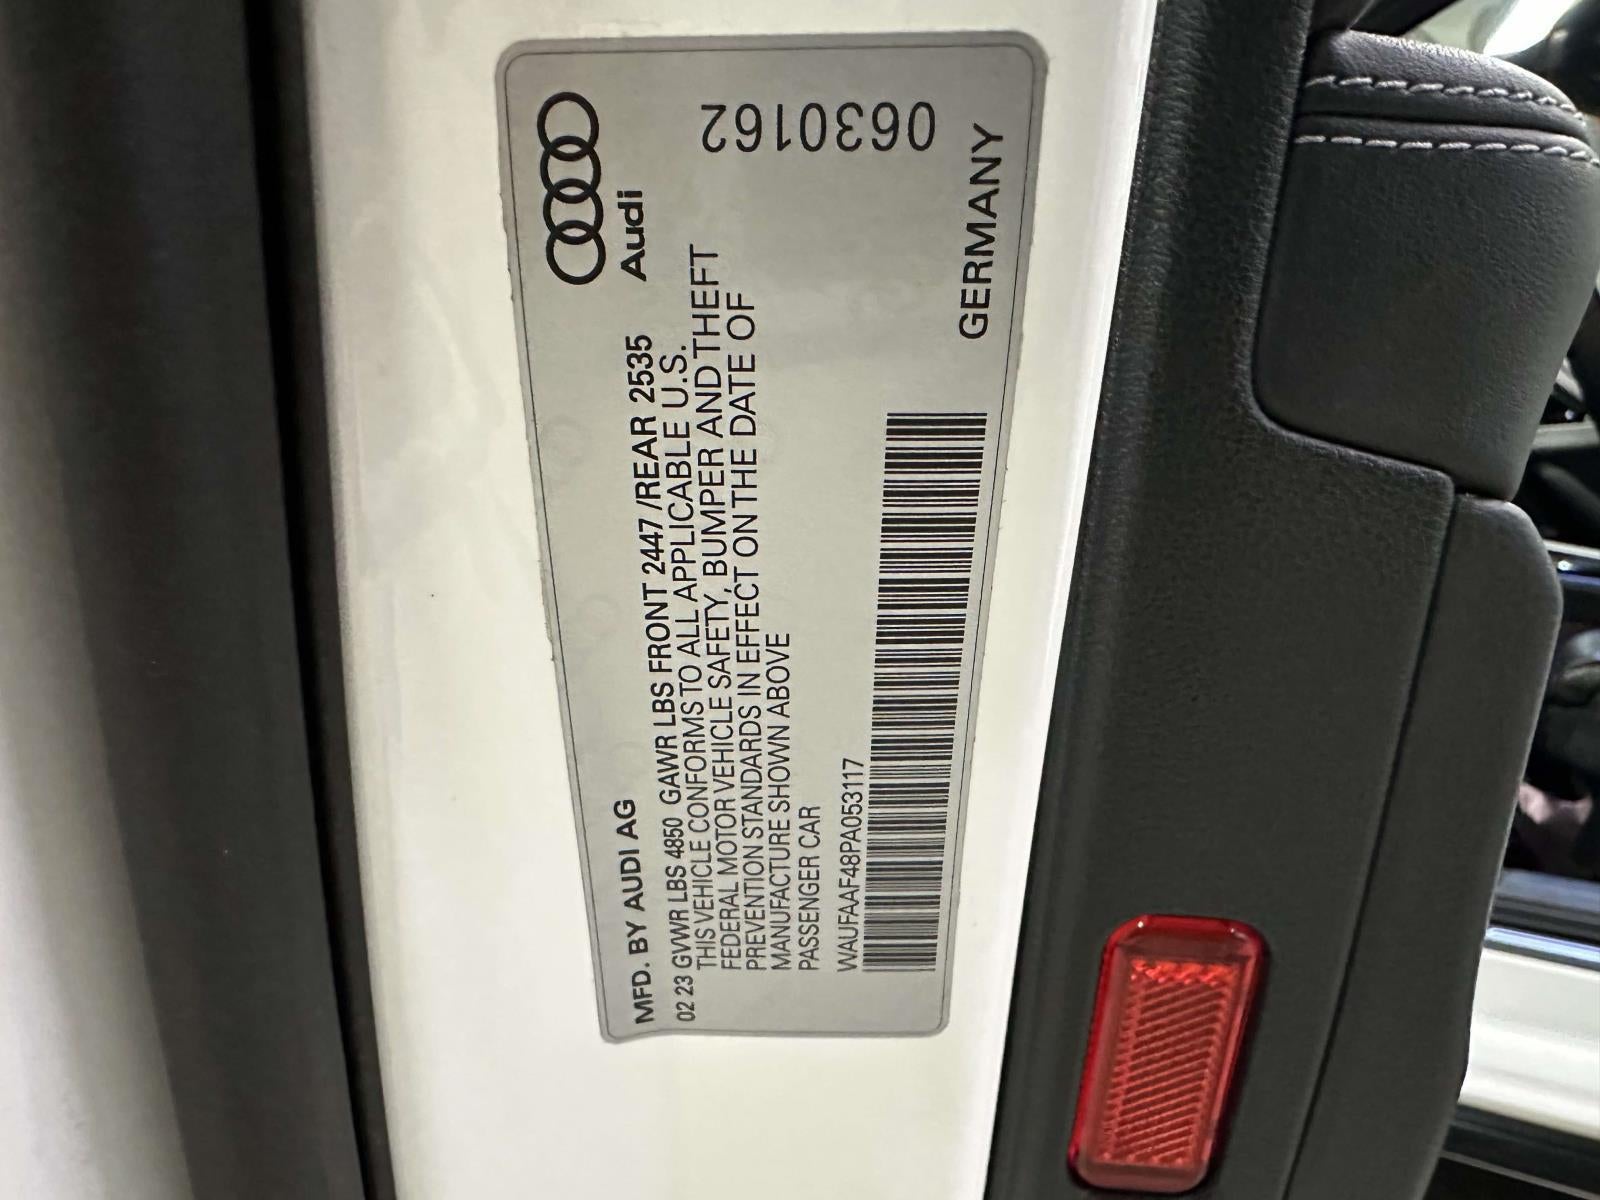 MFD. BY AUDI AG
02 23 GVWR LBS 4850 GAWR LBS FRONT 2447 /REAR 2535
THIS VEHICLE CONFORMS TO ALL APPLICABLE U.S.
FEDERAL MOTOR VEHICLE SAFETY, BUMPER AND THEFT
PREVENTION STANDARDS IN EFFECT ON THE DATE OF
MANUFACTURE SHOWN ABOVE
PASSENGER CAR
WAUFAAF48PA053117
Audi
0630162
GERMANY